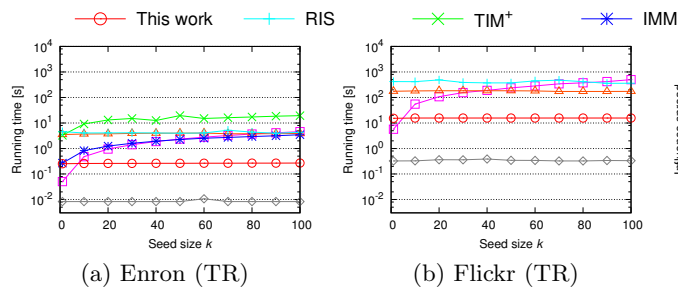 This work RIS TIM+ IMM
Running time [s]
10^4
10^3
10^2
10^1
10^0
10^-1
10^-2
0 20 40 60 80 100
Seed size k
(a) Enron (TR)
Running time [s]
10^4
10^3
10^2
10^1
10^0
10^-1
10^-2
0 20 40 60 80 100
Seed size k
(b) Flickr (TR)